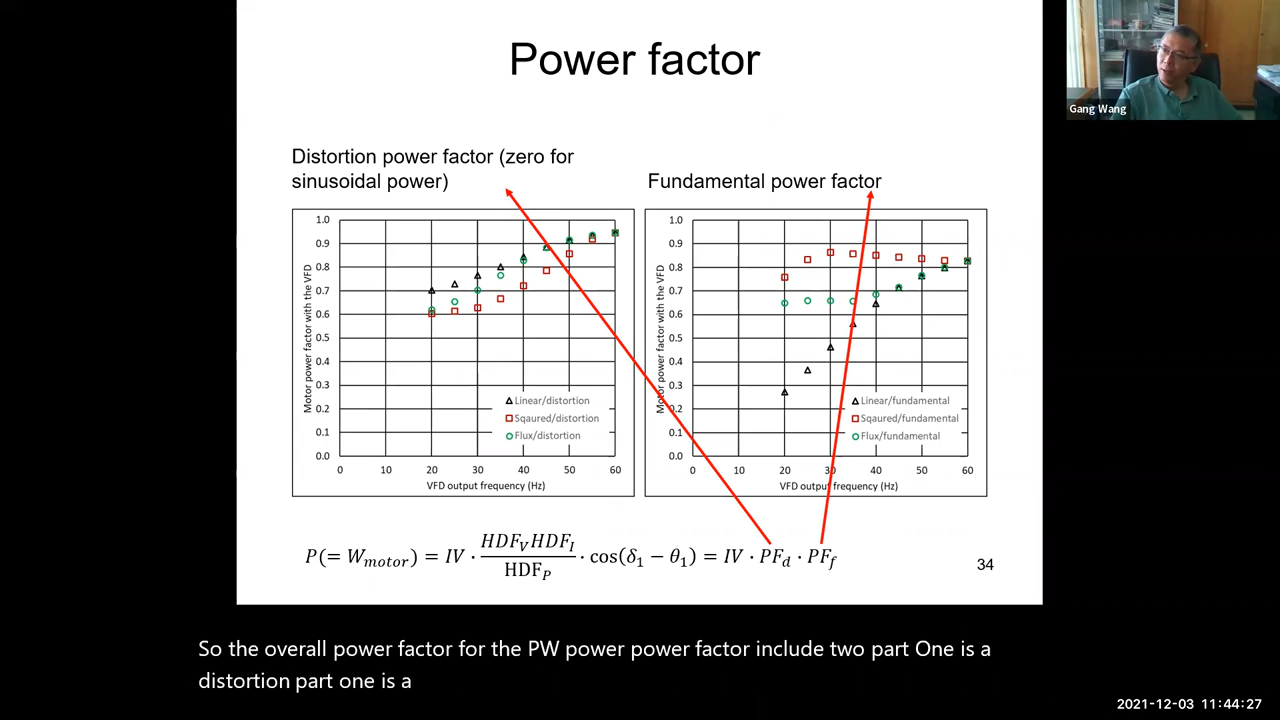 Power factor
Gang Wang
Distortion power factor (zero for
sinusoidal power)
Fundamental power factor
Motor power factor with the VFD
1.0
0.9
0.8
0.7
0.6
0.5
0.4
0.3
0.2
0.1
0.0
Linear/distortion
Sqaured/distortion
Flux/distortion
0 10 20 30 40 50 60
VFD output frequency (Hz)
Motor power factor with the VFD
1.0
0.9
0.8
0.7
0.6
0.5
0.4
0.3
0.2
0.1
0.0
Linear/fundamental
Sqaured/fundamental
Flux/fundamental
0 10 20 30 40 50 60
VFD output frequency (Hz)
P(= W_motor) = IV · HDF_V HDF_I / HDF_P · cos(δ₁ − θ₁) = IV · PF_d · PF_f
34
So the overall power factor for the PW power power factor include two part One is a
distortion part one is a
2021-12-03 11:44:27